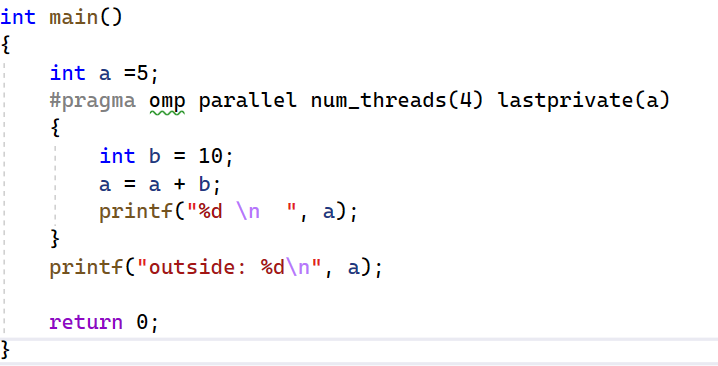 int main()
{
    int a =5;
    #pragma omp parallel num_threads(4) lastprivate(a)
    {
        int b = 10;
        a = a + b;
        printf("%d \n  ", a);
    }
    printf("outside: %d\n", a);

    return 0;
}